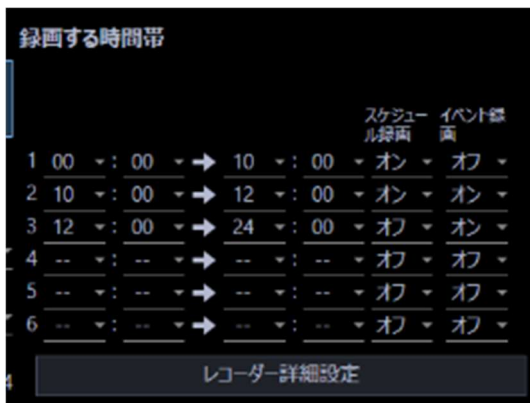 録画する時間帯
スケジュー イベント録
ル録画 画
1 00 : 00 → 10 : 00 オン オフ
2 10 : 00 → 12 : 00 オン オフ
3 12 : 00 → 24 : 00 オフ オン
4 -- : -- → -- : -- オフ オフ
5 -- : -- → -- : -- オフ オフ
6 -- : -- → -- : -- オフ オフ
レコーダー詳細設定
4